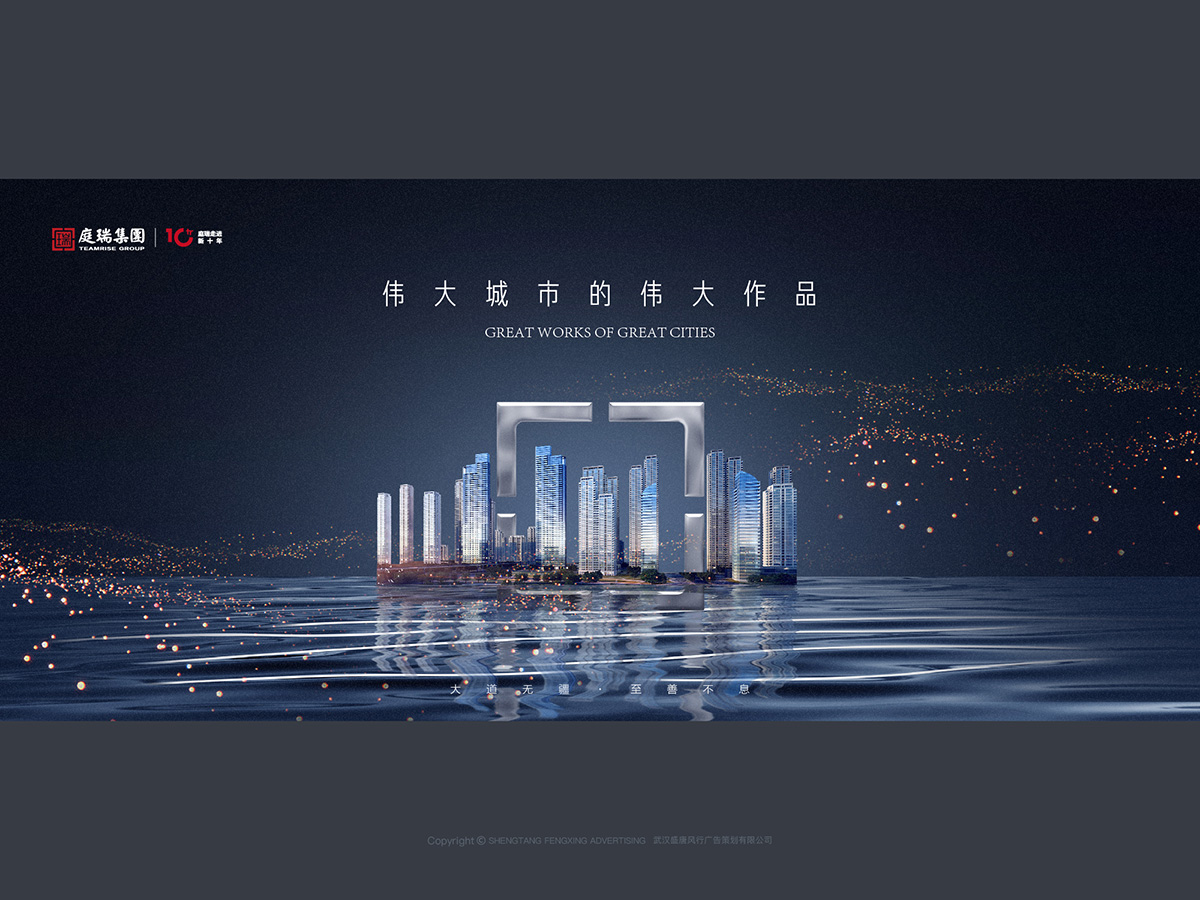 庭瑞集團
TEAMRISE GROUP
10年
庭瑞走进
新十年
伟大城市的伟大作品
GREAT WORKS OF GREAT CITIES
大道无疆·至善不息
Copyright © SHENGTANG FENGXING ADVERTISING 武汉盛唐风行广告策划有限公司